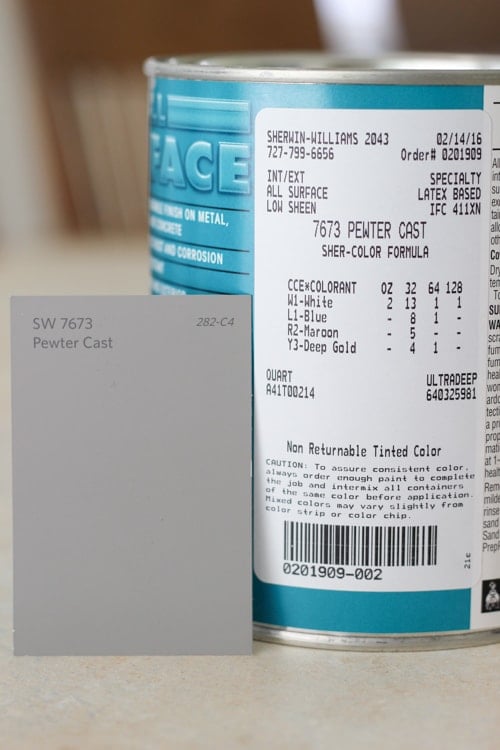 FACE
FINISH ON METAL,
AND CORROSION
SHERWIN-WILLIAMS 2043 02/14/16
727-799-6656 Order# 0201909
INT/EXT SPECIALTY
ALL SURFACE LATEX BASED
LOW SHEEN IFC 411XN
7673 PEWTER CAST
SHER-COLOR FORMULA
CCE*COLORANT OZ 32 64 128
W1-White 2 13 1 1
L1-Blue - 8 1 -
R2-Maroon - 5 - -
Y3-Deep Gold - 4 1 -
QUART ULTRADEEP
A41T00214 640325981
Non Returnable Tinted Color
CAUTION: To assure consistent color,
always order enough paint to complete
the job and intermix all containers
of the same color before application.
Mixed colors may vary slightly from
color strip or color chip.
0201909-002
21c
SW 7673 282-C4
Pewter Cast